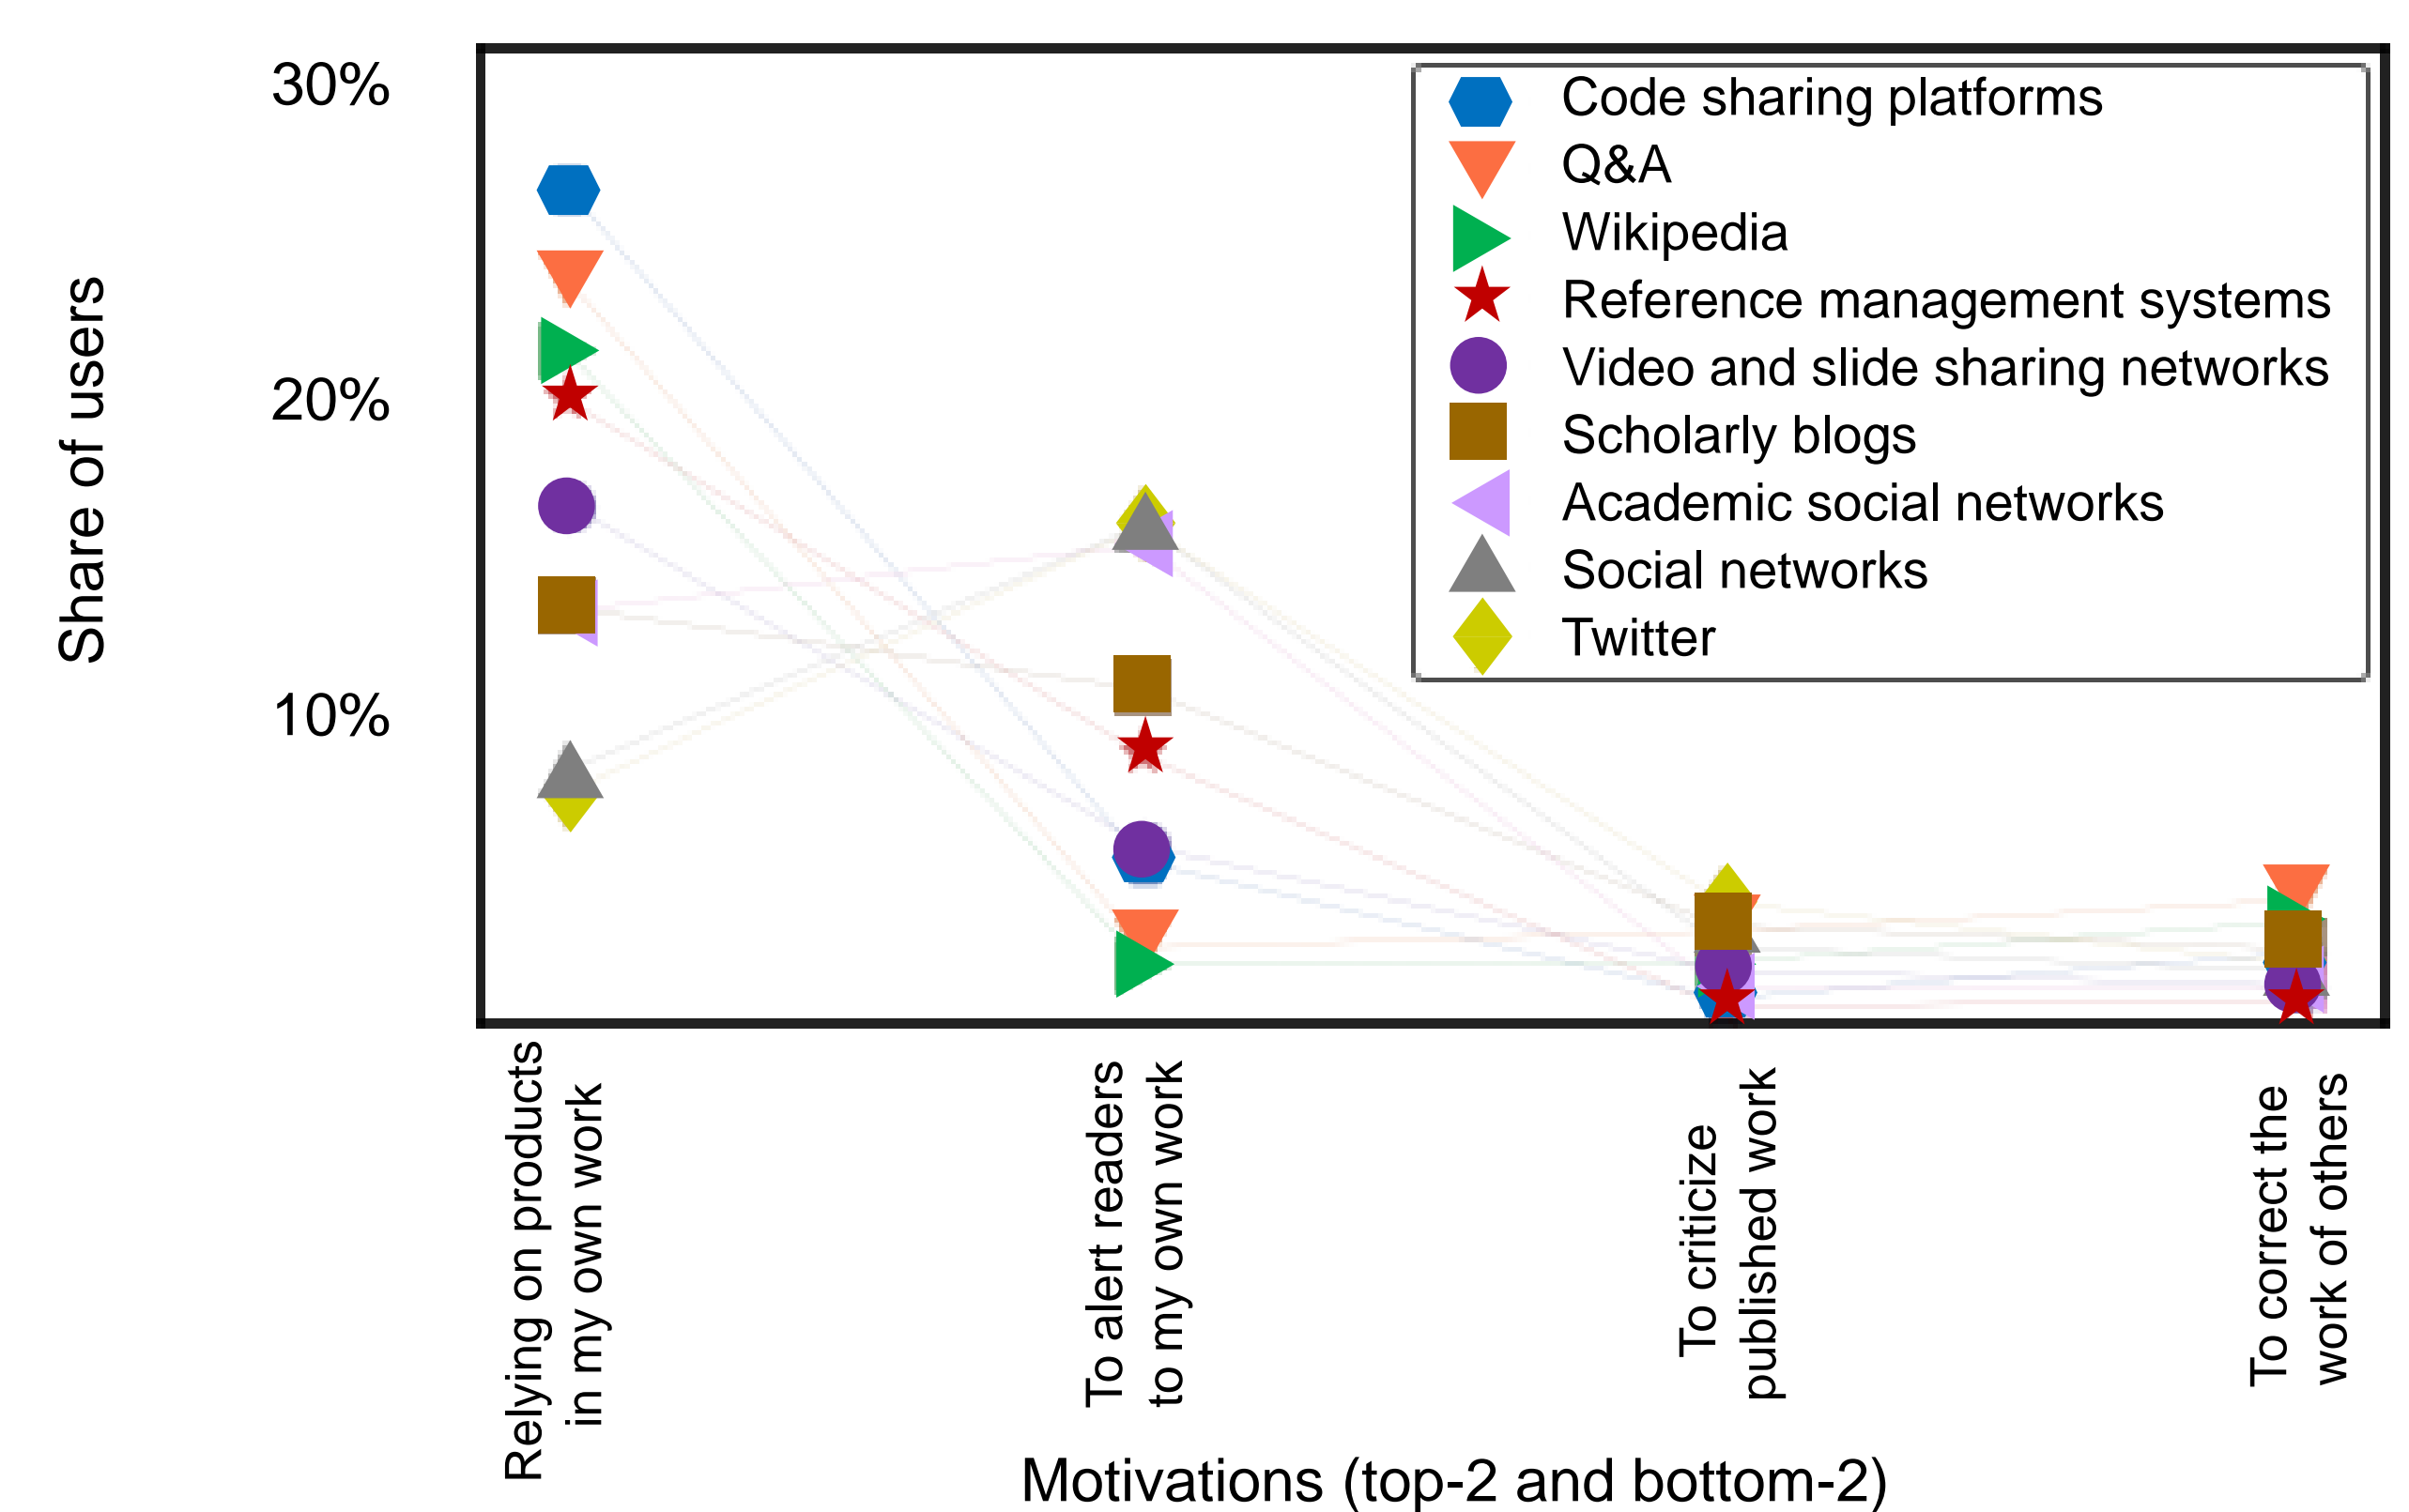 30%
20%
10%
Share of users
Code sharing platforms
Q&A
Wikipedia
Reference management systems
Video and slide sharing networks
Scholarly blogs
Academic social networks
Social networks
Twitter
Relying on products
in my own work
To alert readers
to my own work
To criticize
published work
To correct the
work of others
Motivations (top-2 and bottom-2)